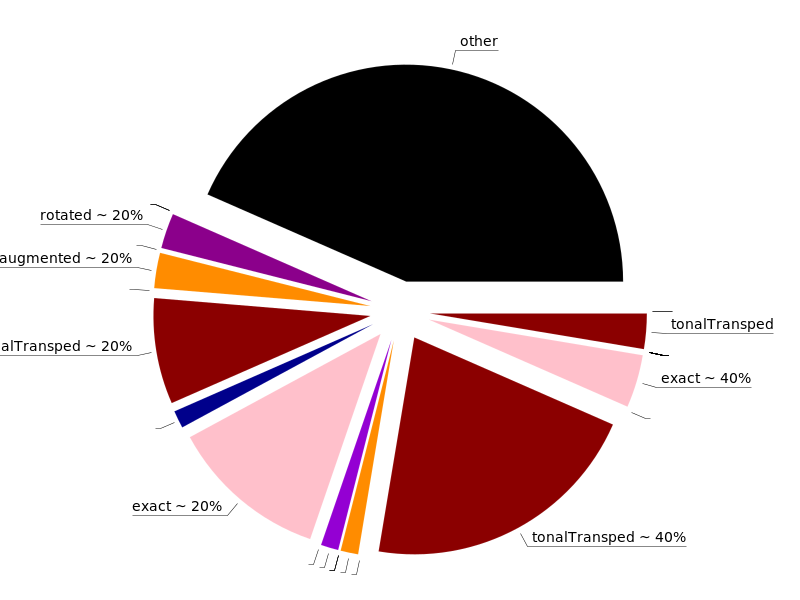 other
rotated ~ 20%
augmented ~ 20%
tonalTransped
alTransped ~ 20%
exact ~ 40%
exact ~ 20%
tonalTransped ~ 40%